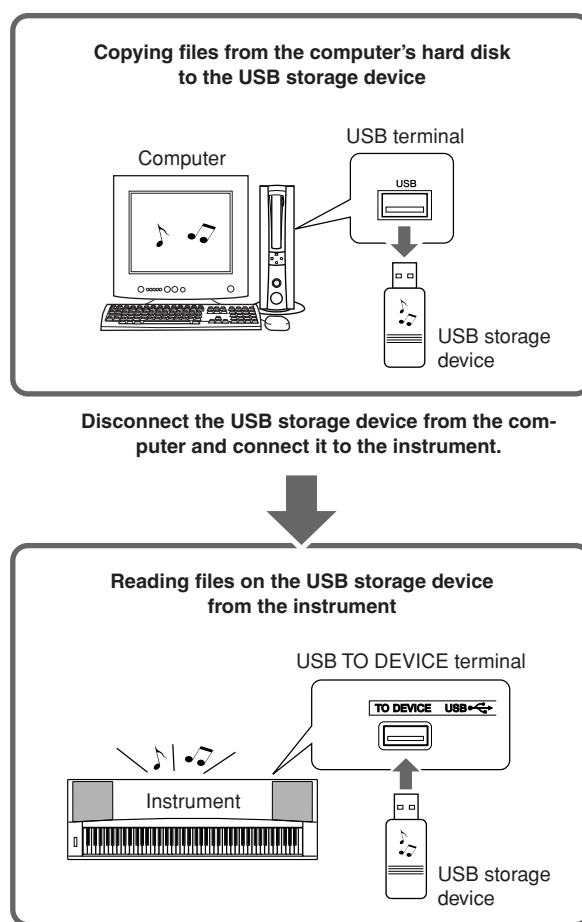 Copying files from the computer's hard disk
to the USB storage device
USB terminal
Computer
USB
USB storage
device
Disconnect the USB storage device from the com-
puter and connect it to the instrument.
Reading files on the USB storage device
from the instrument
USB TO DEVICE terminal
TO DEVICE USB
Instrument
USB storage
device